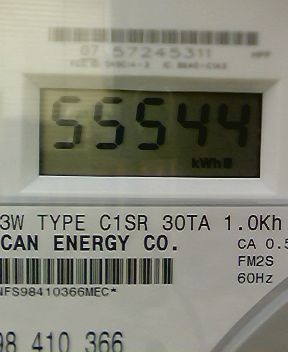 07 57245311
55544
kWh
3W TYPE C1SR 30TA 1.0Kh
CAN ENERGY CO.
CA 0.5
FM2S
60Hz
NFS98410366MEC*
98 410 366